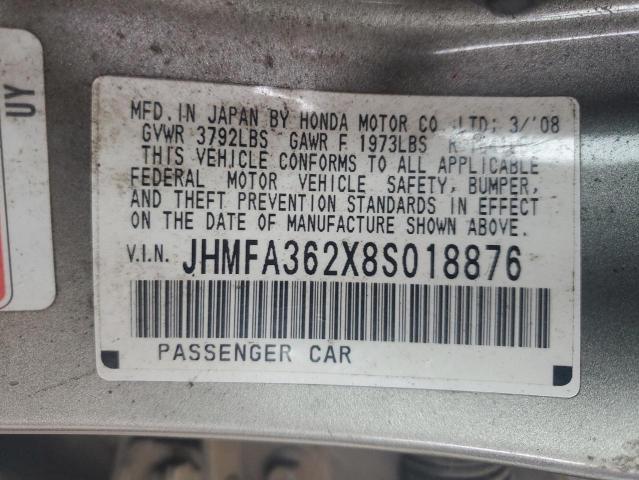 UY
MFD. IN JAPAN BY HONDA MOTOR CO ,LTD; 3/'08
GVWR 3792LBS GAWR F 1973LBS
THIS VEHICLE CONFORMS TO ALL APPLICABLE
FEDERAL MOTOR VEHICLE SAFETY, BUMPER,
AND THEFT PREVENTION STANDARDS IN EFFECT
ON THE DATE OF MANUFACTURE SHOWN ABOVE.
V.I.N. JHMFA362X8S018876
PASSENGER CAR